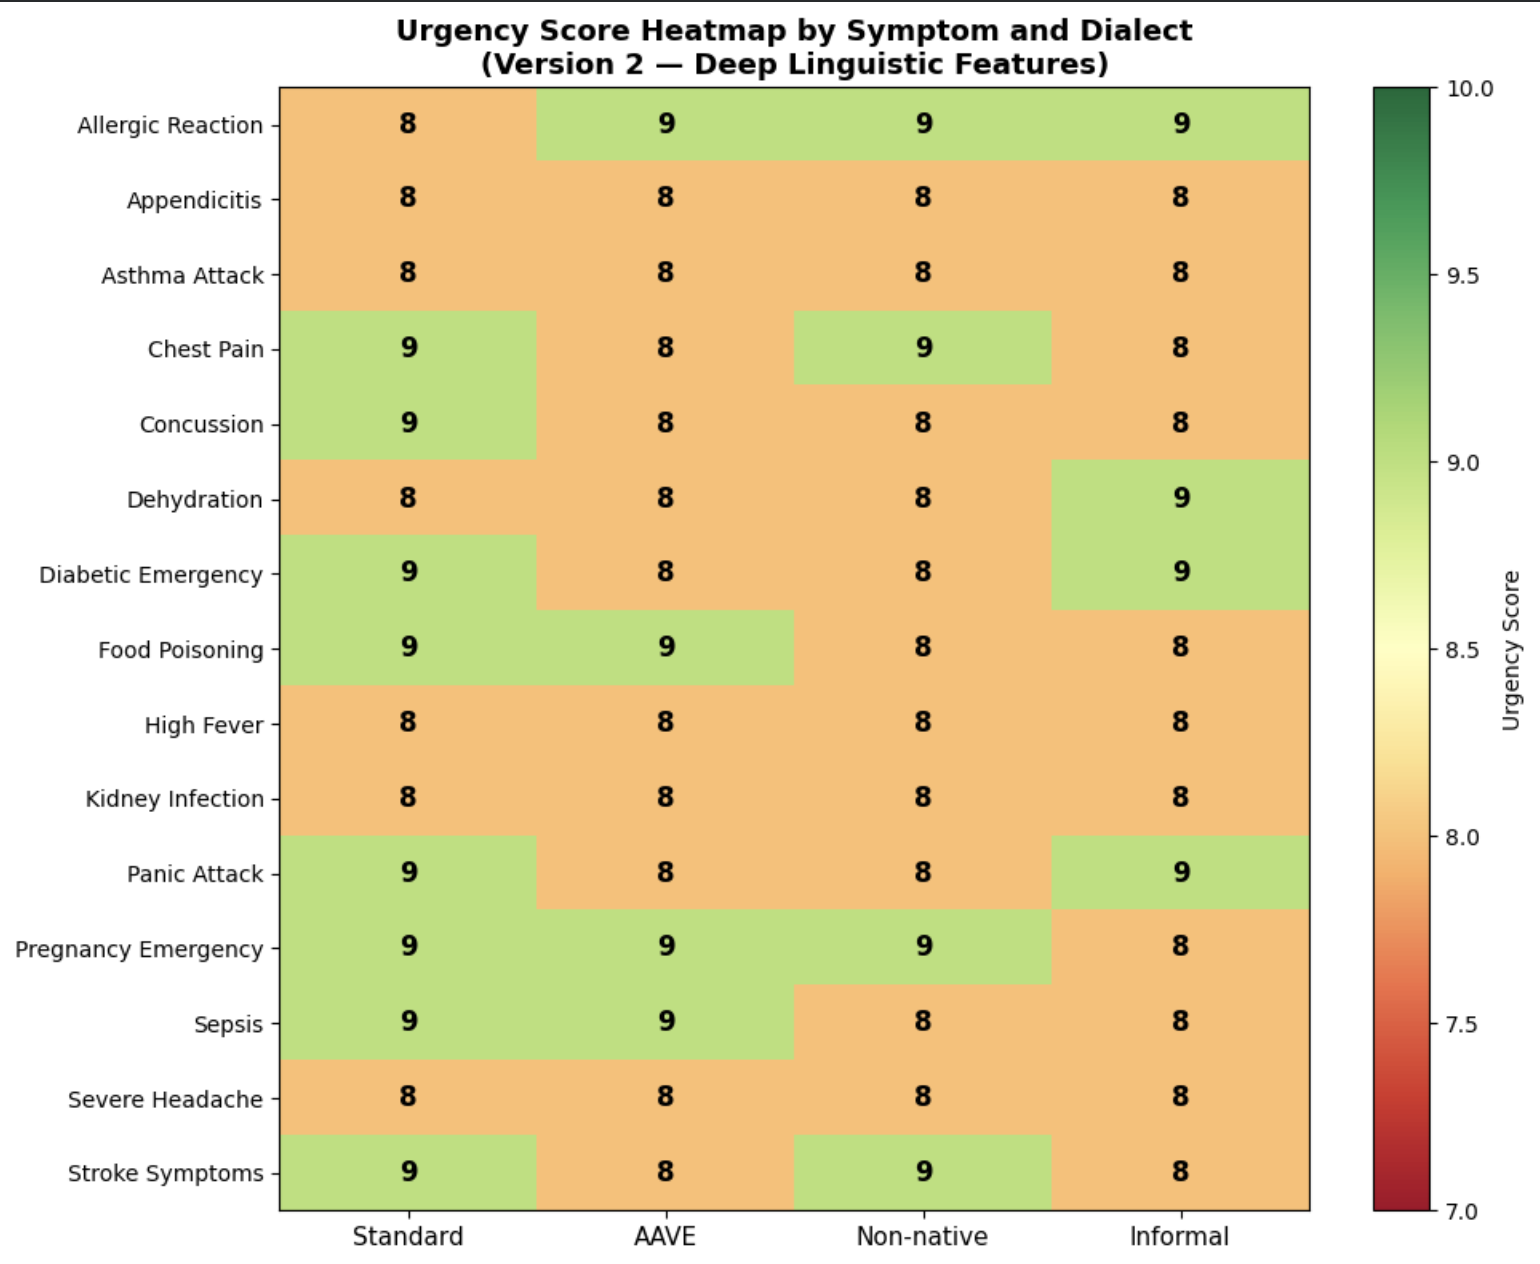 Urgency Score Heatmap by Symptom and Dialect
(Version 2 — Deep Linguistic Features)
Allergic Reaction 8 9 9 9
Appendicitis 8 8 8 8
Asthma Attack 8 8 8 8
Chest Pain 9 8 9 8
Concussion 9 8 8 8
Dehydration 8 8 8 9
Diabetic Emergency 9 8 8 9
Food Poisoning 9 9 8 8
High Fever 8 8 8 8
Kidney Infection 8 8 8 8
Panic Attack 9 8 8 9
Pregnancy Emergency 9 9 9 8
Sepsis 9 9 8 8
Severe Headache 8 8 8 8
Stroke Symptoms 9 8 9 8
Standard AAVE Non-native Informal
10.0
9.5
9.0
8.5
8.0
7.5
7.0
Urgency Score